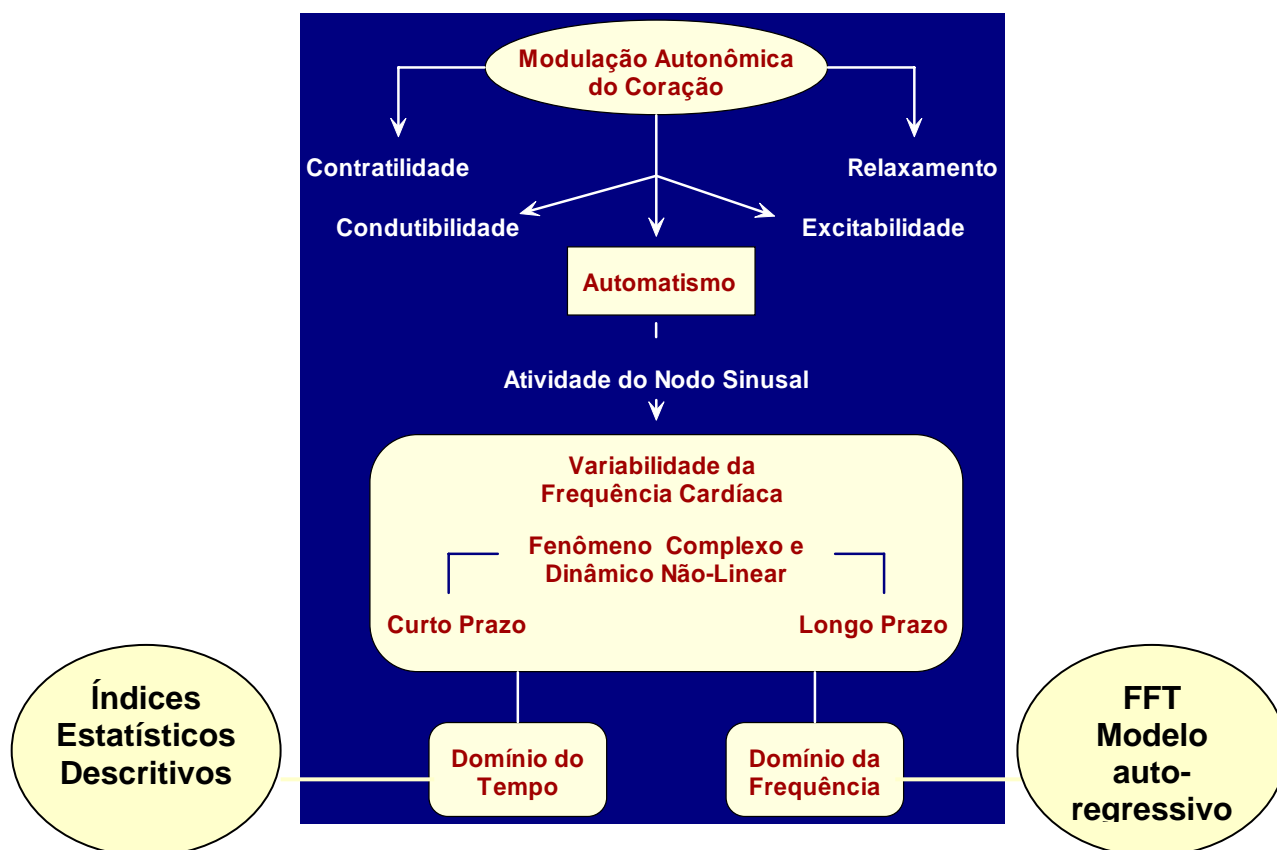 Modulação Autonômica
do Coração
Contratilidade
Relaxamento
Condutibilidade
Excitabilidade
Automatismo
Atividade do Nodo Sinusal
Variabilidade da
Frequência Cardíaca
Fenômeno Complexo e
Dinâmico Não-Linear
Curto Prazo
Longo Prazo
Índices
Estatísticos
Descritivos
Domínio do
Tempo
Domínio da
Frequência
FFT
Modelo
auto-
regressivo